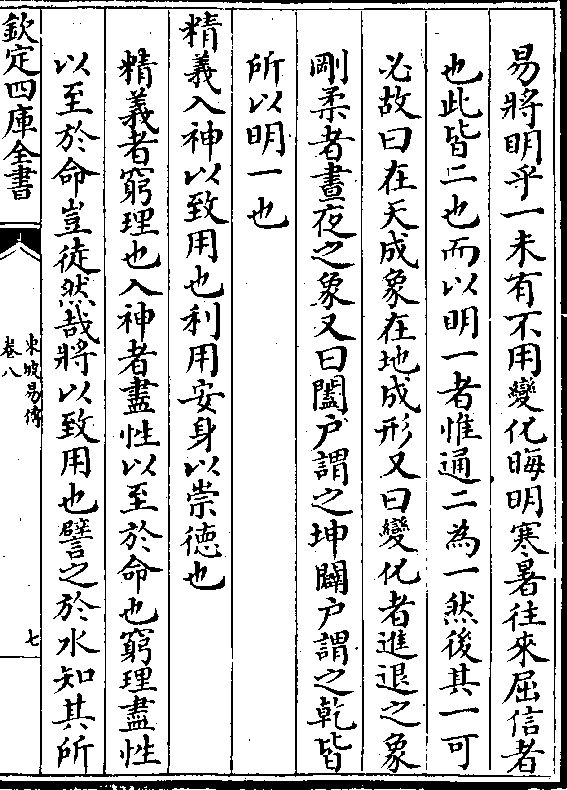 易將明乎一未有不用變化晦明寒暑往來屈信者
也此皆二也而以明一者惟通二為一然後其一可
必故曰在天成象在地成形又曰變化者進退之象
剛柔者晝夜之象又曰闔户謂之坤闢户謂之乾皆
所以明一也
精義入神以致用也利用安身以崇徳也
精義者窮理也入神者盡性以至於命也窮理盡性
以至於命豈徒然哉將以致用也譬之於水知其所
欽定四庫全書
東坡易傳
卷八
七